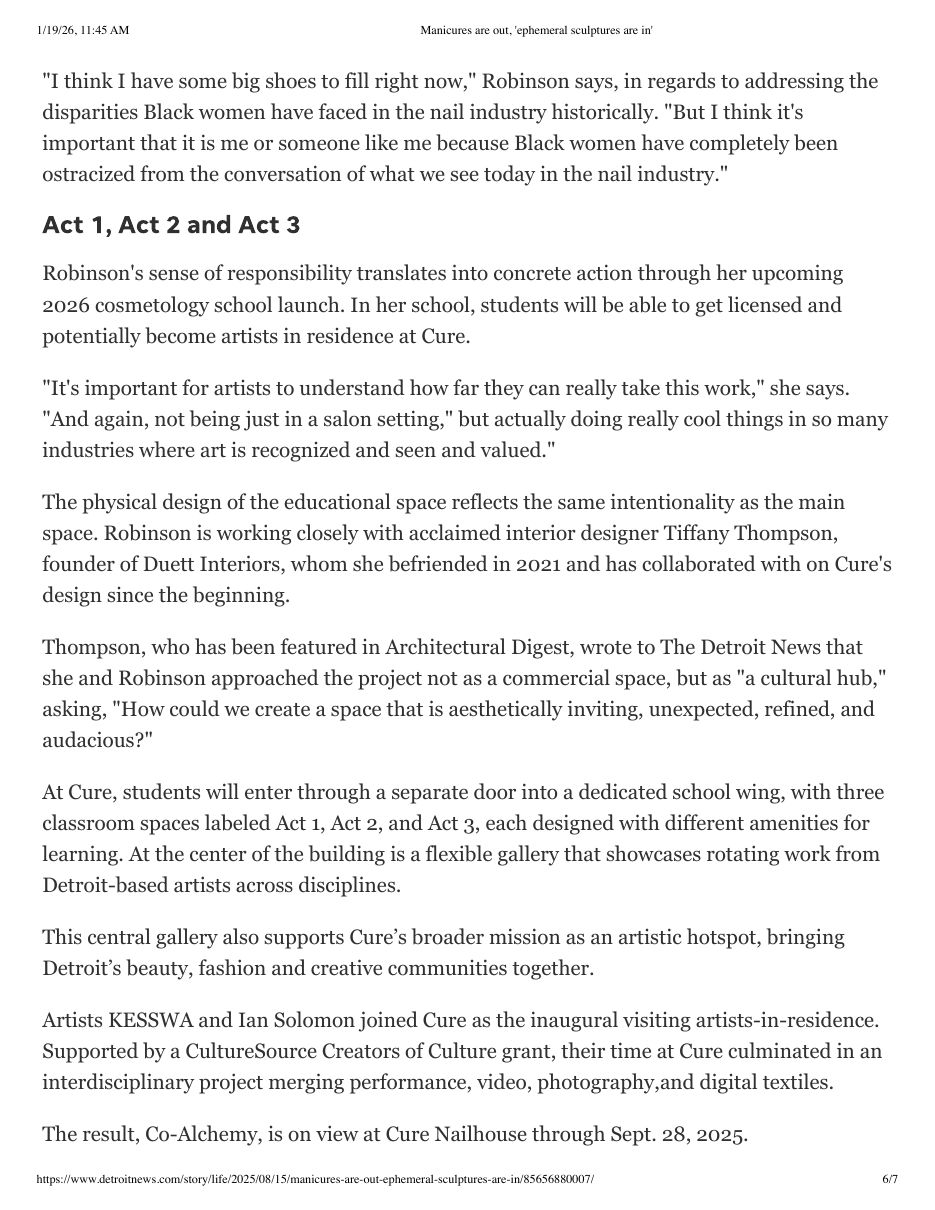 1/19/26, 11:45 AM
Manicures are out, 'ephemeral sculptures are in'
"I think I have some big shoes to fill right now," Robinson says, in regards to addressing the
disparities Black women have faced in the nail industry historically. "But I think it's
important that it is me or someone like me because Black women have completely been
ostracized from the conversation of what we see today in the nail industry."
Act 1, Act 2 and Act 3
Robinson's sense of responsibility translates into concrete action through her upcoming
2026 cosmetology school launch. In her school, students will be able to get licensed and
potentially become artists in residence at Cure.
"It's important for artists to understand how far they can really take this work," she says.
"And again, not being just in a salon setting," but actually doing really cool things in so many
industries where art is recognized and seen and valued."
The physical design of the educational space reflects the same intentionality as the main
space. Robinson is working closely with acclaimed interior designer Tiffany Thompson,
founder of Duett Interiors, whom she befriended in 2021 and has collaborated with on Cure's
design since the beginning.
Thompson, who has been featured in Architectural Digest, wrote to The Detroit News that
she and Robinson approached the project not as a commercial space, but as "a cultural hub,"
asking, "How could we create a space that is aesthetically inviting, unexpected, refined, and
audacious?"
At Cure, students will enter through a separate door into a dedicated school wing, with three
classroom spaces labeled Act 1, Act 2, and Act 3, each designed with different amenities for
learning. At the center of the building is a flexible gallery that showcases rotating work from
Detroit-based artists across disciplines.
This central gallery also supports Cure’s broader mission as an artistic hotspot, bringing
Detroit’s beauty, fashion and creative communities together.
Artists KESSWA and Ian Solomon joined Cure as the inaugural visiting artists-in-residence.
Supported by a CultureSource Creators of Culture grant, their time at Cure culminated in an
interdisciplinary project merging performance, video, photography,and digital textiles.
The result, Co-Alchemy, is on view at Cure Nailhouse through Sept. 28, 2025.
https://www.detroitnews.com/story/life/2025/08/15/manicures-are-out-ephemeral-sculptures-are-in/85656880007/
6/7